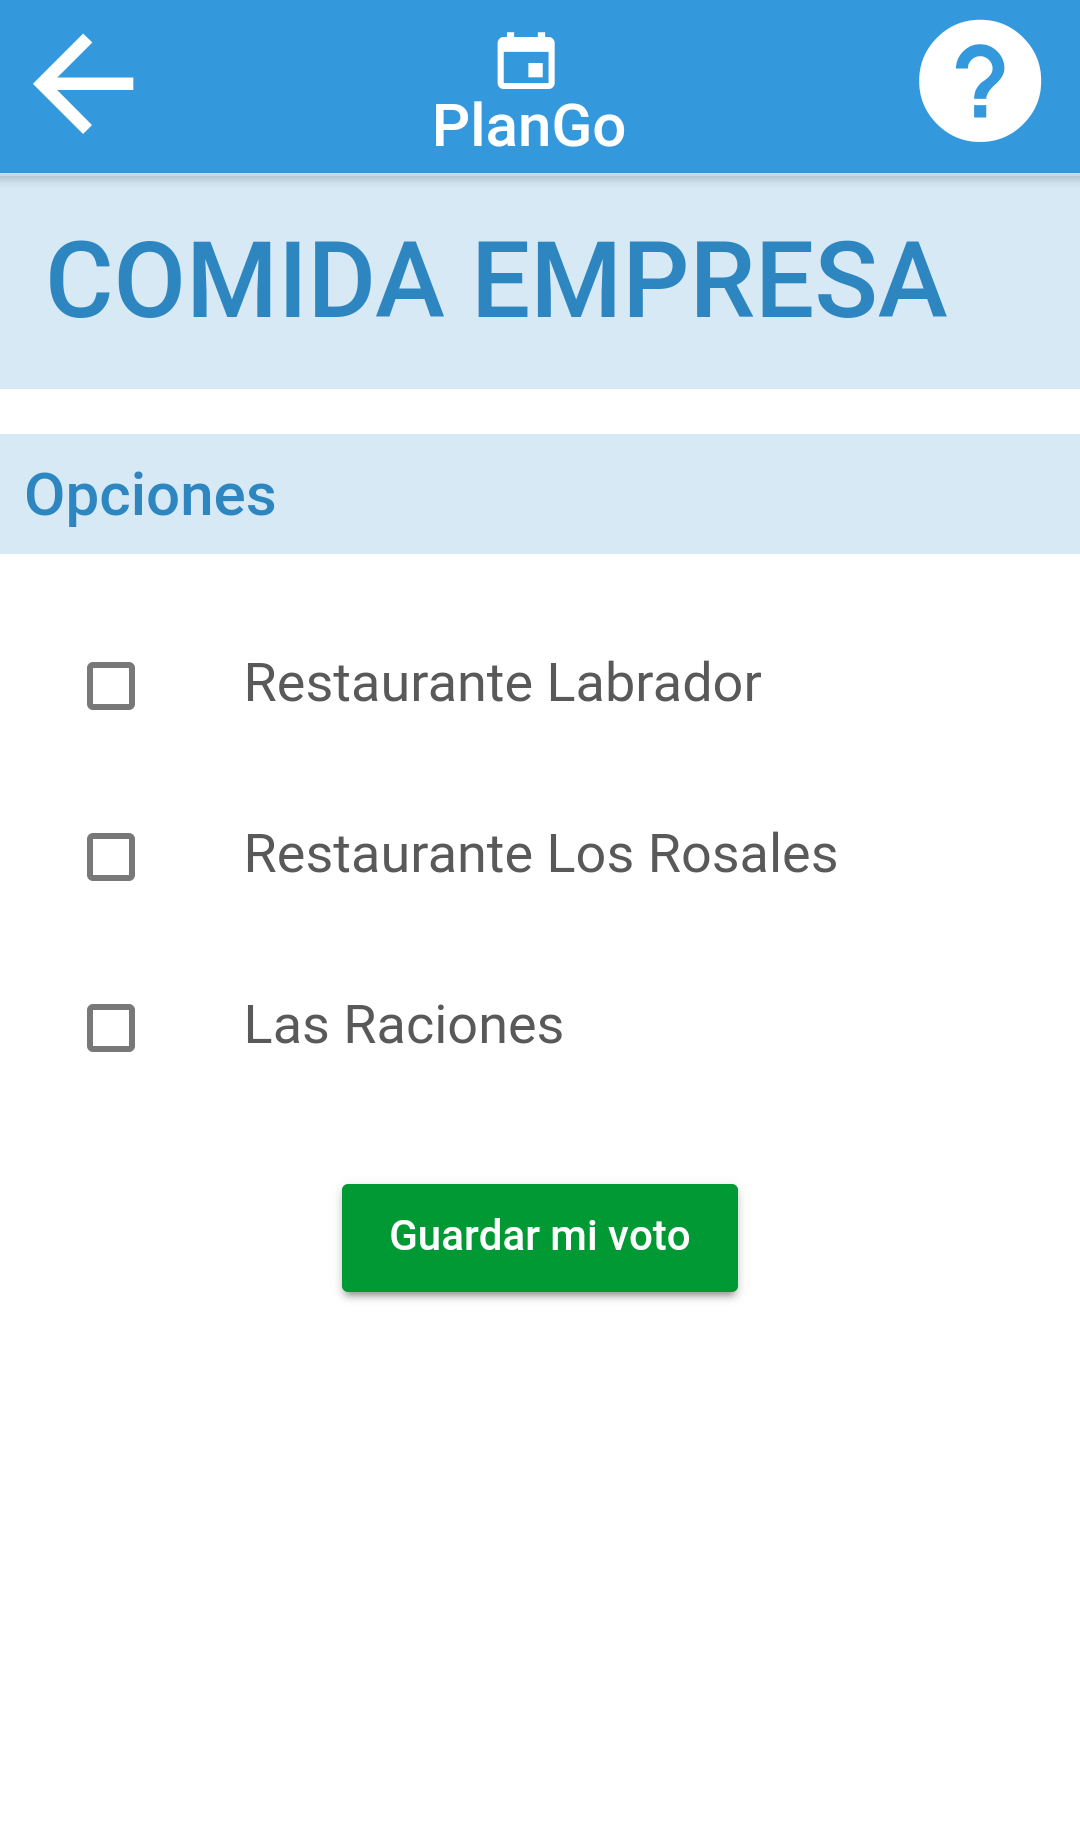 PlanGo
COMIDA EMPRESA
Opciones
Restaurante Labrador
Restaurante Los Rosales
Las Raciones
Guardar mi voto